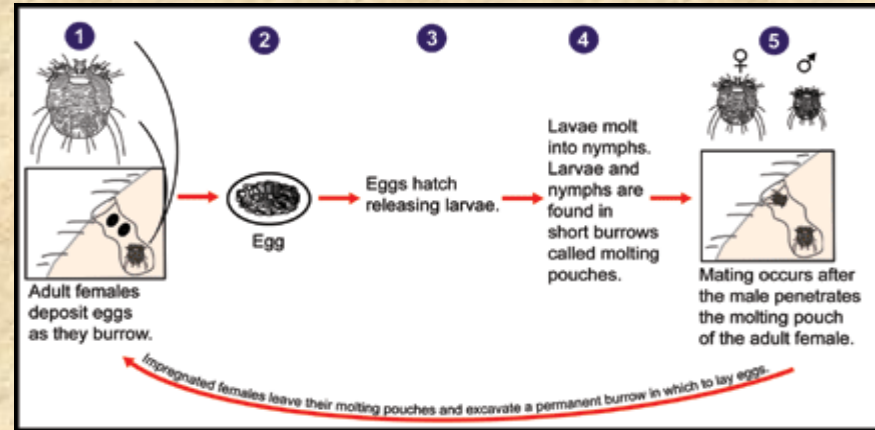 1
2
3
4
5
♀ ♂
Adult females
deposit eggs
as they burrow.
Egg
Eggs hatch
releasing larvae.
Lavae molt
into nymphs.
Larvae and
nymphs are
found in
short burrows
called molting
pouches.
Mating occurs after
the male penetrates
the molting pouch
of the adult female.
Impregnated females leave their molting pouches and excavate a permanent burrow in which to lay eggs.